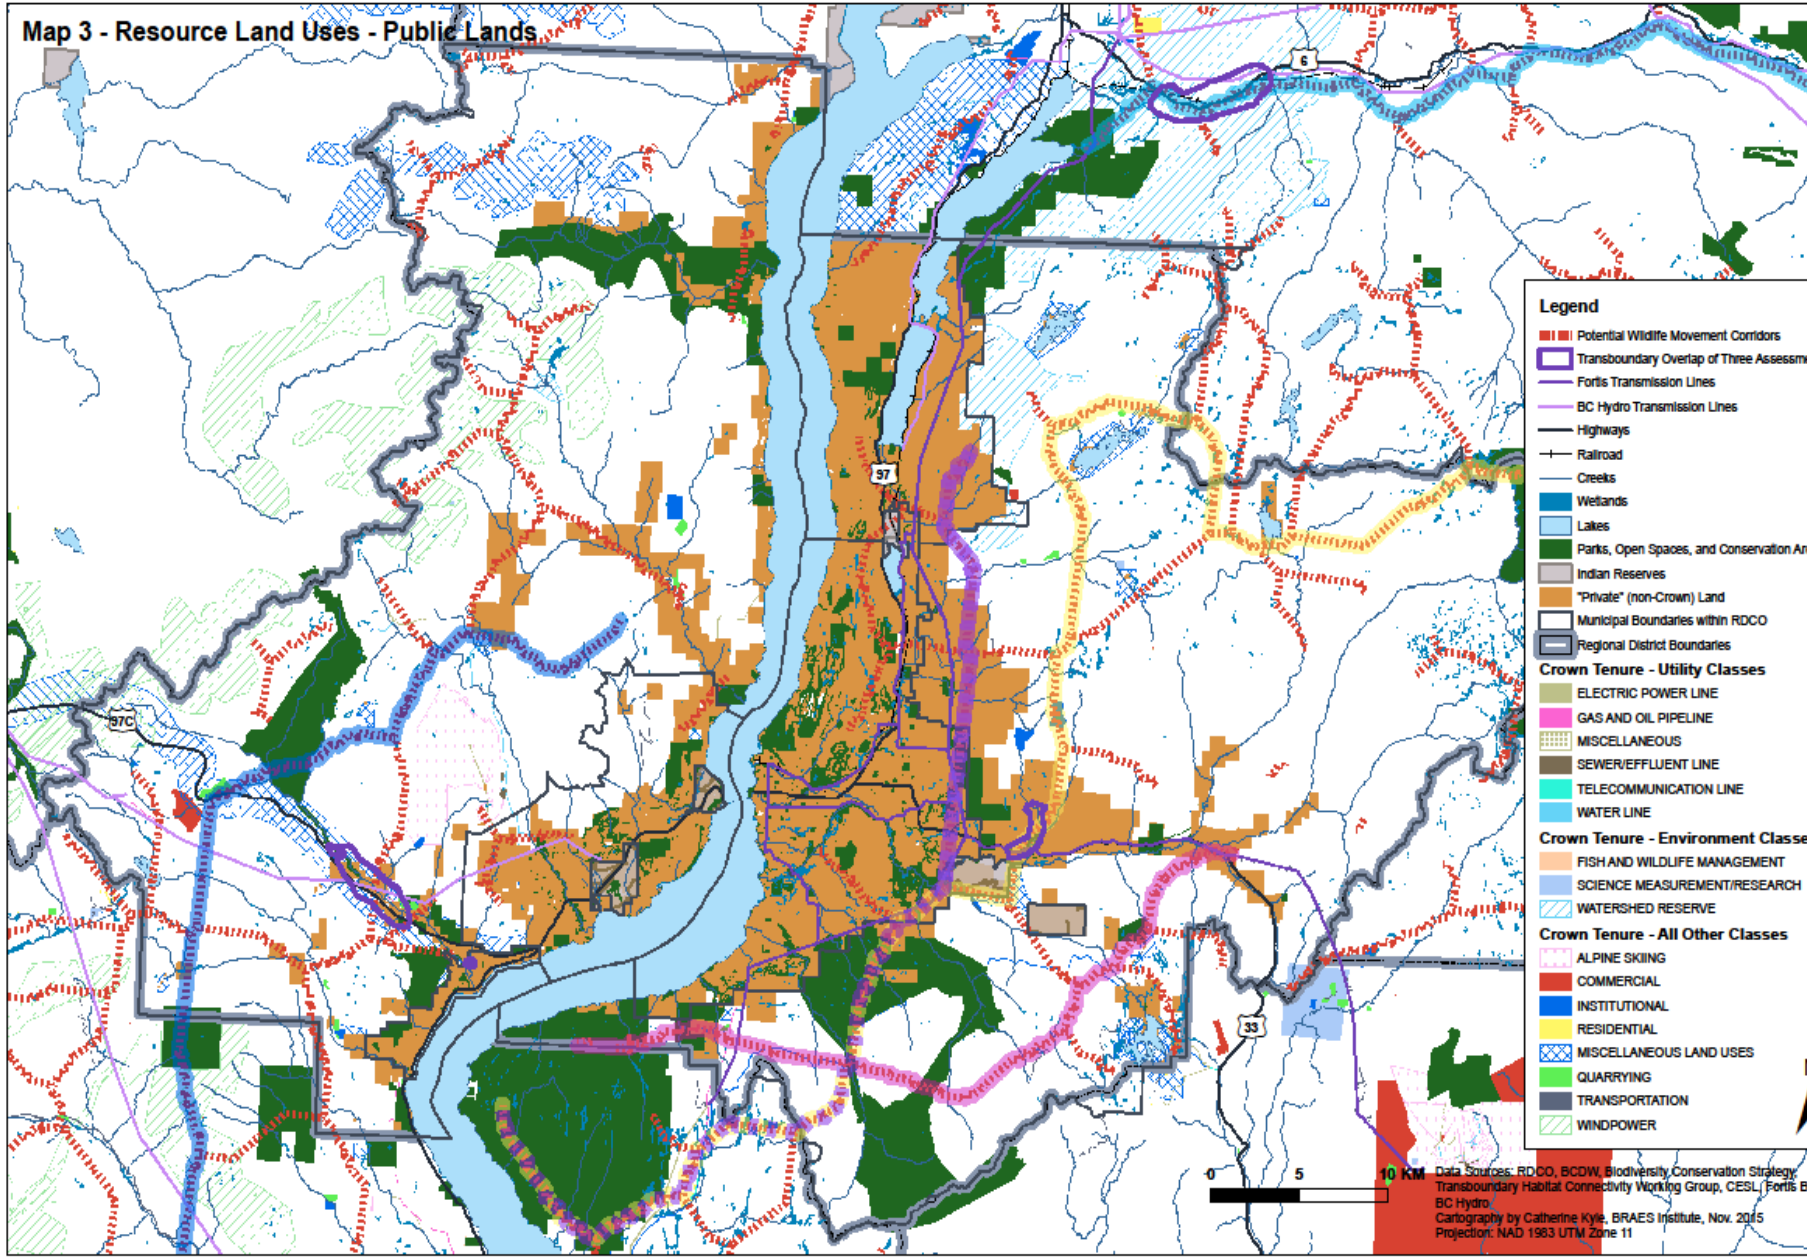 Map 3 - Resource Land Uses - Public Lands
6
97
97C
33
Legend
Potential Wildlife Movement Corridors
Transboundary Overlap of Three Assessme
Fortis Transmission Lines
BC Hydro Transmission Lines
Highways
Railroad
Creeks
Wetlands
Lakes
Parks, Open Spaces, and Conservation Are
Indian Reserves
"Private" (non-Crown) Land
Municipal Boundaries within RDCO
Regional District Boundaries
Crown Tenure - Utility Classes
ELECTRIC POWER LINE
GAS AND OIL PIPELINE
MISCELLANEOUS
SEWER/EFFLUENT LINE
TELECOMMUNICATION LINE
WATER LINE
Crown Tenure - Environment Classe
FISH AND WILDLIFE MANAGEMENT
SCIENCE MEASUREMENT/RESEARCH
WATERSHED RESERVE
Crown Tenure - All Other Classes
ALPINE SKIING
COMMERCIAL
INSTITUTIONAL
RESIDENTIAL
MISCELLANEOUS LAND USES
QUARRYING
TRANSPORTATION
WINDPOWER
0 5 10 KM
Data Sources: RDCO, BCDW, Biodiversity Conservation Strategy,
Transboundary Habitat Connectivity Working Group, CESL, Fortis B
BC Hydro
Cartography by Catherine Kyle, BRAES Institute, Nov. 2015
Projection: NAD 1983 UTM Zone 11